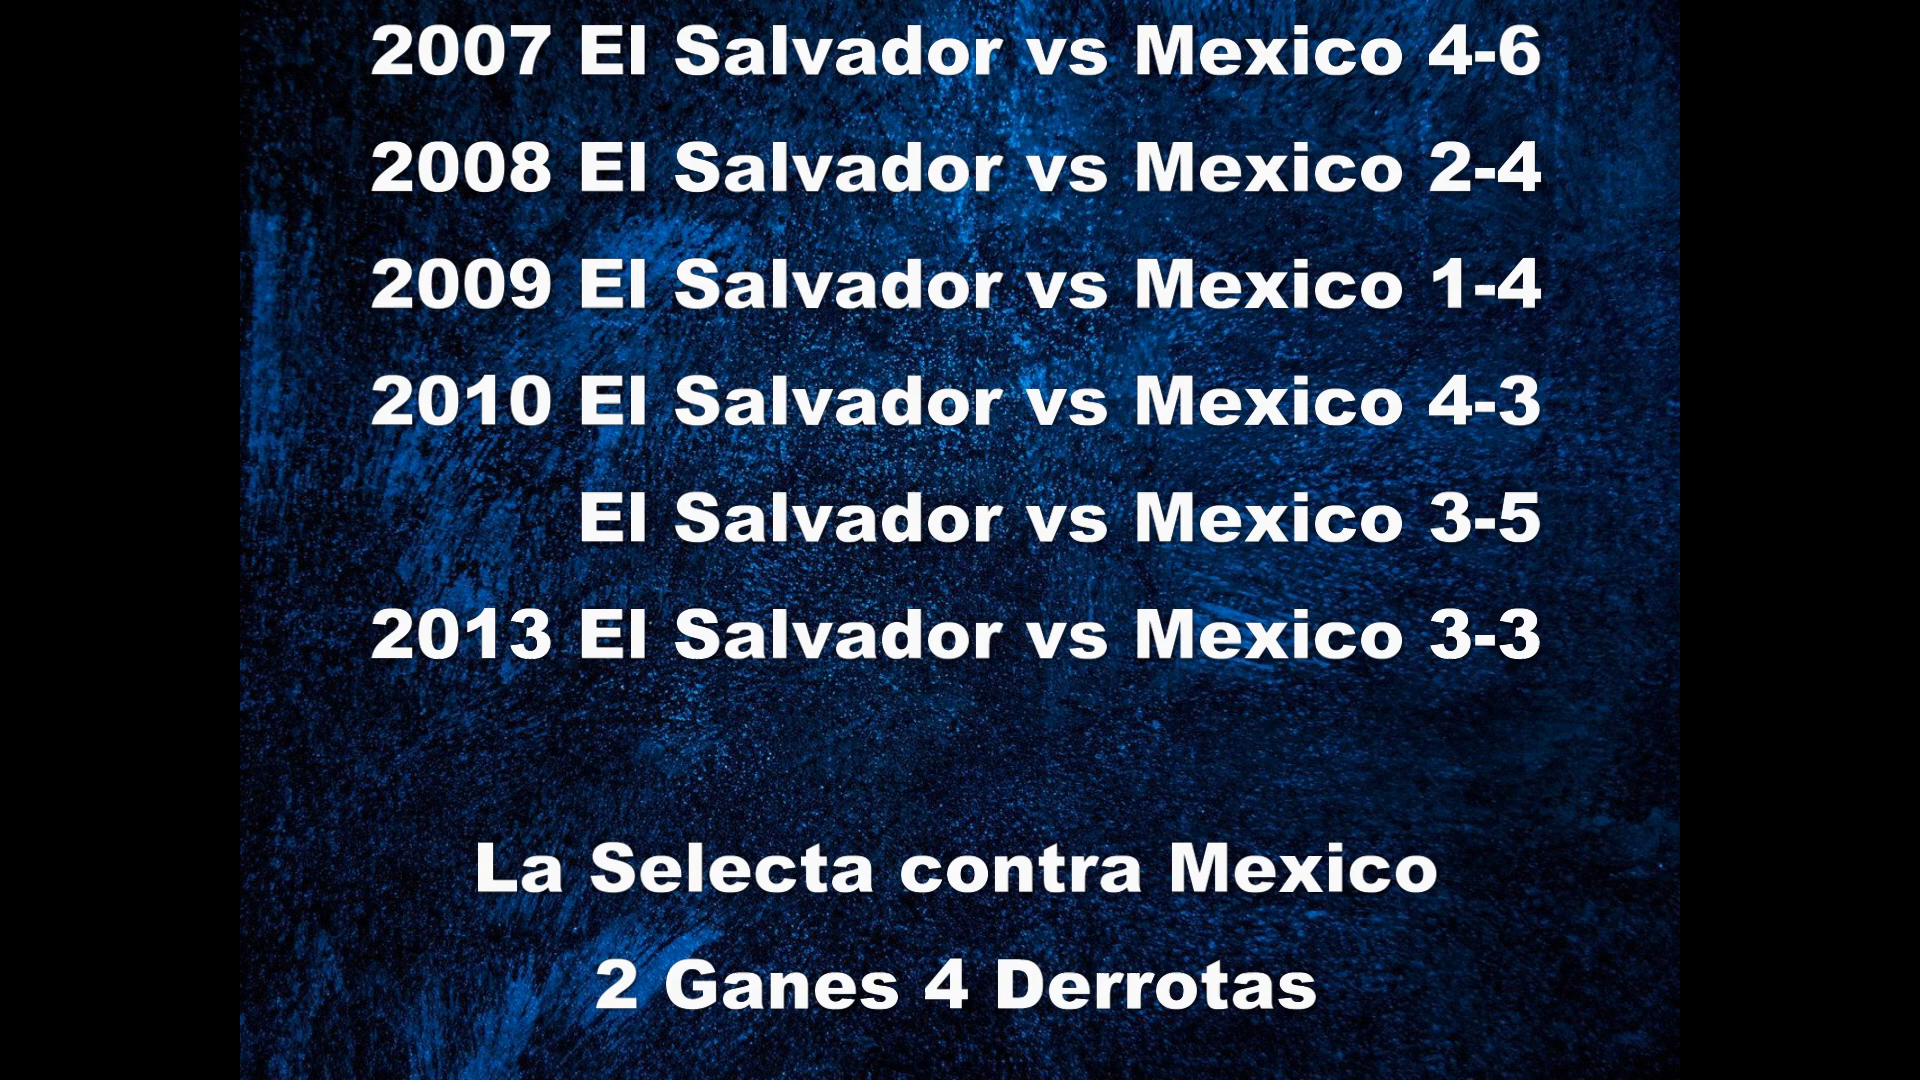 2007 El Salvador vs Mexico 4-6
2008 El Salvador vs Mexico 2-4
2009 El Salvador vs Mexico 1-4
2010 El Salvador vs Mexico 4-3
El Salvador vs Mexico 3-5
2013 El Salvador vs Mexico 3-3
La Selecta contra Mexico
2 Ganes 4 Derrotas